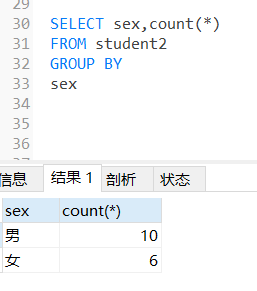 29
30 SELECT sex,count(*)
31 FROM student2
32 GROUP BY
33 sex
34
35
36
信息 结果 1 剖析 状态
sex count(*)
男 10
女 6